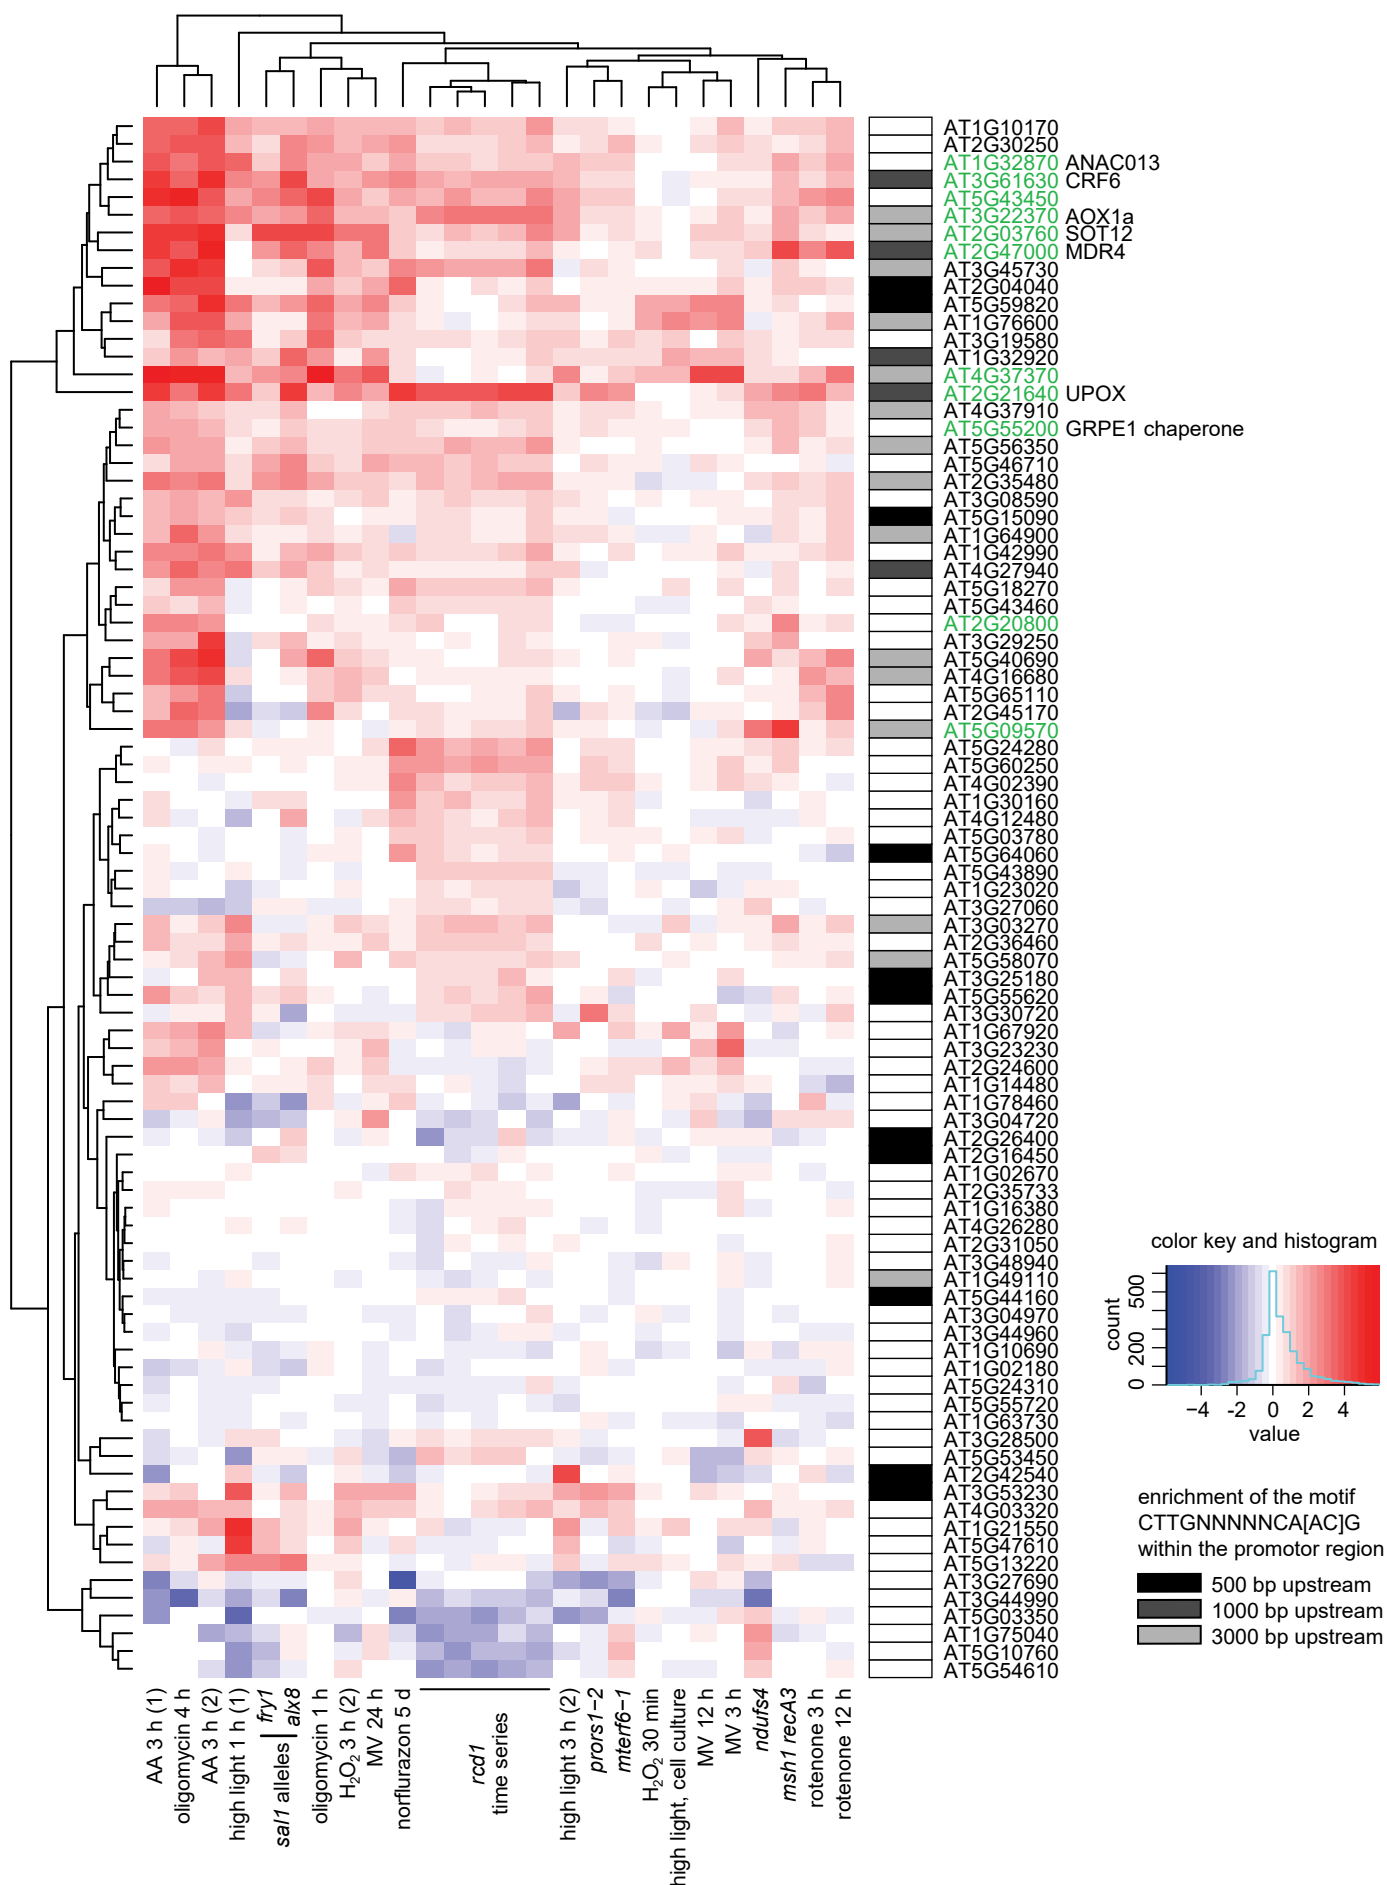 AT1G10170
AT2G30250
AT1G32870 ANAC013
AT3G61630 CRF6
AT5G43450
AT3G22370 AOX1a
AT2G03760 SOT12
AT2G47000 MDR4
AT3G45730
AT2G04040
AT5G59820
AT1G76600
AT3G19580
AT1G32920
AT4G37370
AT2G21640 UPOX
AT4G37910
AT5G55200 GRPE1 chaperone
AT5G56350
AT5G46710
AT2G35480
AT3G08590
AT5G15090
AT1G64900
AT1G42990
AT4G27940
AT5G18270
AT5G43460
AT2G20800
AT3G29250
AT5G40690
AT4G16680
AT5G65110
AT2G45170
AT5G09570
AT5G24280
AT5G60250
AT4G02390
AT1G30160
AT4G12480
AT5G03780
AT5G64060
AT5G43890
AT1G23020
AT3G27060
AT3G03270
AT2G36460
AT5G58070
AT3G25180
AT5G55620
AT3G30720
AT1G67920
AT3G23230
AT2G24600
AT1G14480
AT1G78460
AT3G04720
AT2G26400
AT2G16450
AT1G02670
AT2G35733
AT1G16380
AT4G26280
AT2G31050
AT3G48940
AT1G49110
AT5G44160
AT3G04970
AT3G44960
AT1G10690
AT1G02180
AT5G24310
AT5G55720
AT1G63730
AT3G28500
AT5G53450
AT2G42540
AT3G53230
AT4G03320
AT1G21550
AT5G47610
AT5G13220
AT3G27690
AT3G44990
AT5G03350
AT1G75040
AT5G10760
AT5G54610
AA 3 h (1)
oligomycin 4 h
AA 3 h (2)
high light 1 h (1)
fry1
alx8
sal1 alleles
oligomycin 1 h
H₂O₂ 3 h (2)
MV 24 h
norflurazon 5 d
rcd1
time series
high light 3 h (2)
prors1−2
mterf6−1
H₂O₂ 30 min
high light, cell culture
MV 12 h
MV 3 h
ndufs4
msh1 recA3
rotenone 3 h
rotenone 12 h
color key and histogram
count
0 200 500
−4 -2 0 2 4
value
enrichment of the motif
CTTGNNNNNCA[AC]G
within the promotor region
500 bp upstream
1000 bp upstream
3000 bp upstream